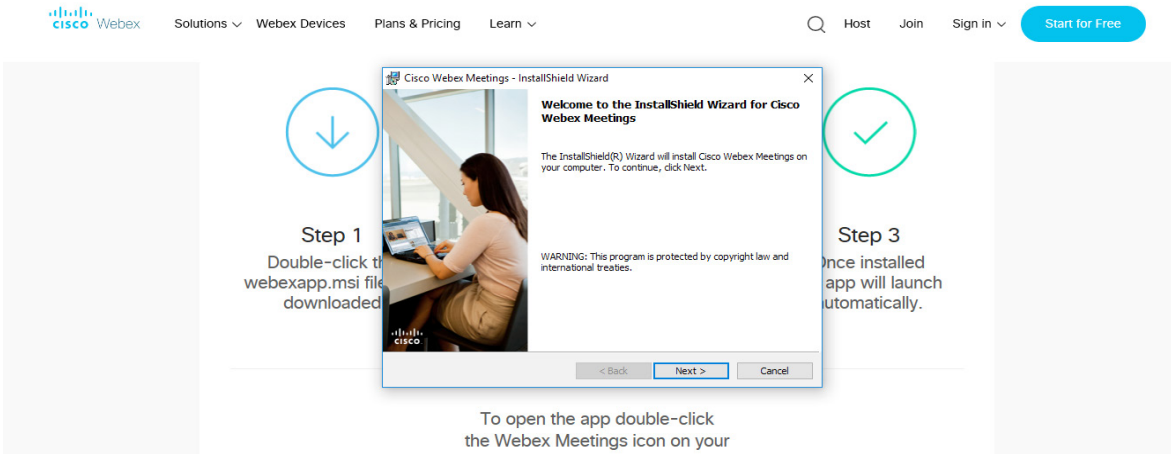 CISCO Webex
Solutions Webex Devices Plans & Pricing Learn Host Join Sign in Start for Free
Cisco Webex Meetings - InstallShield Wizard
Welcome to the InstallShield Wizard for Cisco
Webex Meetings
The InstallShield(R) Wizard will install Cisco Webex Meetings on
your computer. To continue, click Next.
WARNING: This program is protected by copyright law and
international treaties.
CISCO
< Back Next > Cancel
Step 1
Double-click
webexapp.msi
downloaded
Step 3
installed
app will launch
To open the app double-click
the Webex Meetings icon on your